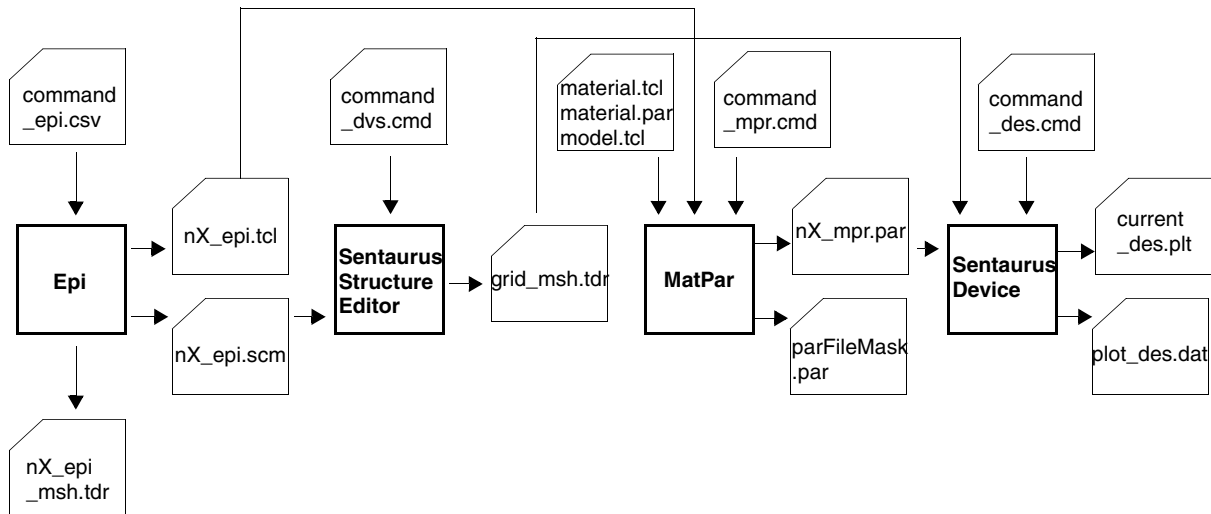 command
_epi.csv
command
_dvs.cmd
material.tcl
material.par
model.tcl
command
_mpr.cmd
command
_des.cmd
nX_epi.tcl
nX_mpr.par
current
_des.plt
Epi
Sentaurus
Structure
Editor
grid_msh.tdr
MatPar
Sentaurus
Device
nX_epi.scm
parFileMask
.par
plot_des.dat
nX_epi
_msh.tdr